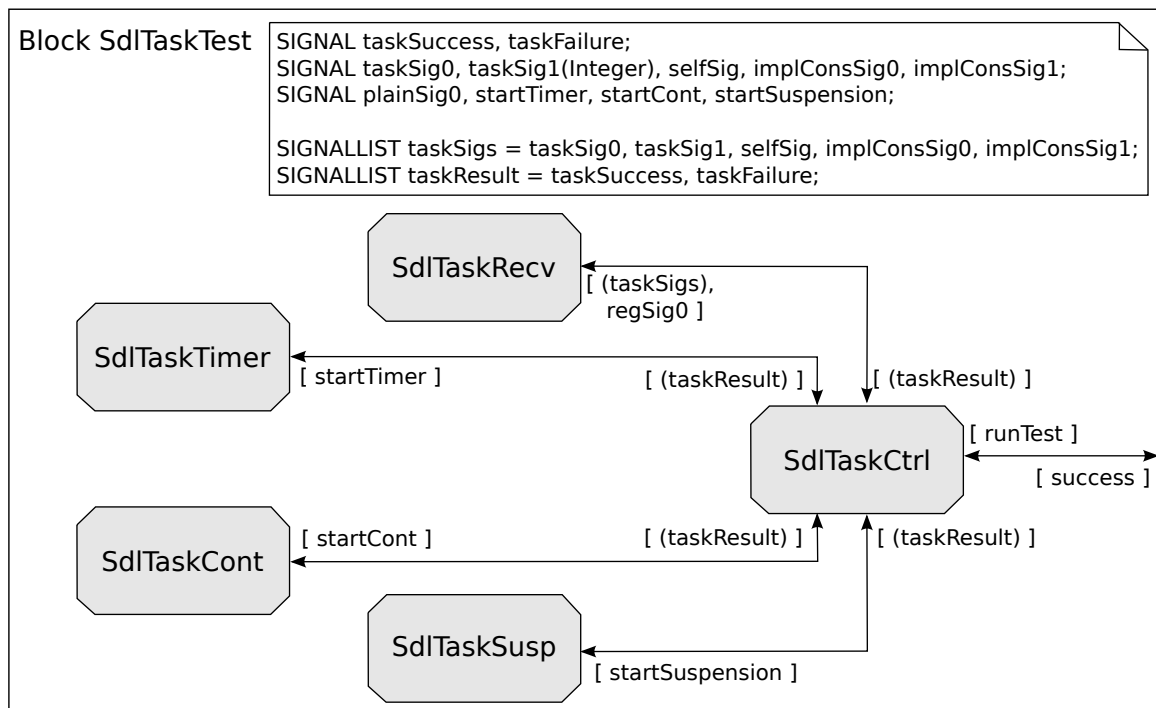 Block SdlTaskTest
SIGNAL taskSuccess, taskFailure;
SIGNAL taskSig0, taskSig1(Integer), selfSig, implConsSig0, implConsSig1;
SIGNAL plainSig0, startTimer, startCont, startSuspension;
SIGNALLIST taskSigs = taskSig0, taskSig1, selfSig, implConsSig0, implConsSig1;
SIGNALLIST taskResult = taskSuccess, taskFailure;
SdlTaskRecv
[ (taskSigs),
regSig0 ]
SdlTaskTimer
[ startTimer ]
[ (taskResult) ]
[ (taskResult) ]
SdlTaskCtrl
[ runTest ]
[ success ]
SdlTaskCont
[ startCont ]
[ (taskResult) ]
[ (taskResult) ]
SdlTaskSusp
[ startSuspension ]